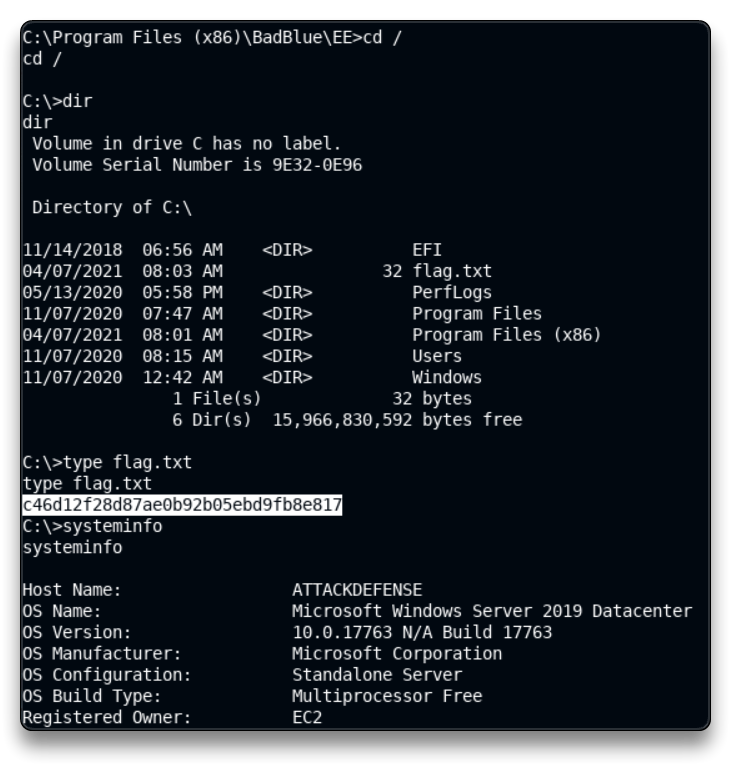 C:\Program Files (x86)\BadBlue\EE>cd /
cd /
C:\>dir
dir
 Volume in drive C has no label.
 Volume Serial Number is 9E32-0E96
 Directory of C:\
11/14/2018  06:56 AM    <DIR>          EFI
04/07/2021  08:03 AM                32 flag.txt
05/13/2020  05:58 PM    <DIR>          PerfLogs
11/07/2020  07:47 AM    <DIR>          Program Files
04/07/2021  08:01 AM    <DIR>          Program Files (x86)
11/07/2020  08:15 AM    <DIR>          Users
11/07/2020  12:42 AM    <DIR>          Windows
               1 File(s)             32 bytes
               6 Dir(s)  15,966,830,592 bytes free
C:\>type flag.txt
type flag.txt
c46d12f28d87ae0b92b05ebd9fb8e817
C:\>systeminfo
systeminfo
Host Name:                 ATTACKDEFENSE
OS Name:                   Microsoft Windows Server 2019 Datacenter
OS Version:                10.0.17763 N/A Build 17763
OS Manufacturer:           Microsoft Corporation
OS Configuration:          Standalone Server
OS Build Type:             Multiprocessor Free
Registered Owner:          EC2